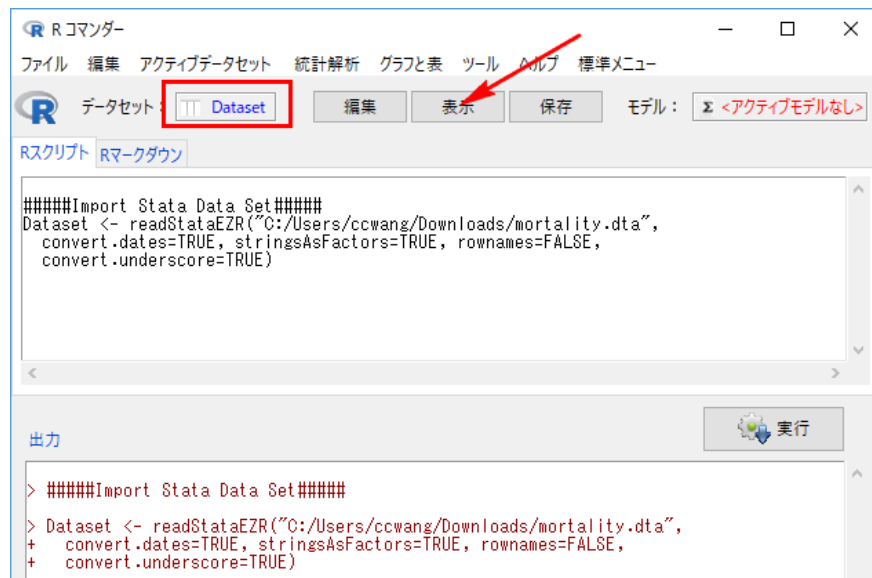 R コマンダー
ファイル 編集 アクティブデータセット 統計解析 グラフと表 ツール ヘルプ 標準メニュー
R データセット: Dataset 編集 表示 保存 モデル: Σ <アクティブモデルなし>
Rスクリプト Rマークダウン
#####Import Stata Data Set#####
Dataset <- readStataEZR("C:/Users/ccwang/Downloads/mortality.dta",
convert.dates=TRUE, stringsAsFactors=TRUE, rownames=FALSE,
convert.underscore=TRUE)
実行
出力
> #####Import Stata Data Set#####
> Dataset <- readStataEZR("C:/Users/ccwang/Downloads/mortality.dta",
+ convert.dates=TRUE, stringsAsFactors=TRUE, rownames=FALSE,
+ convert.underscore=TRUE)